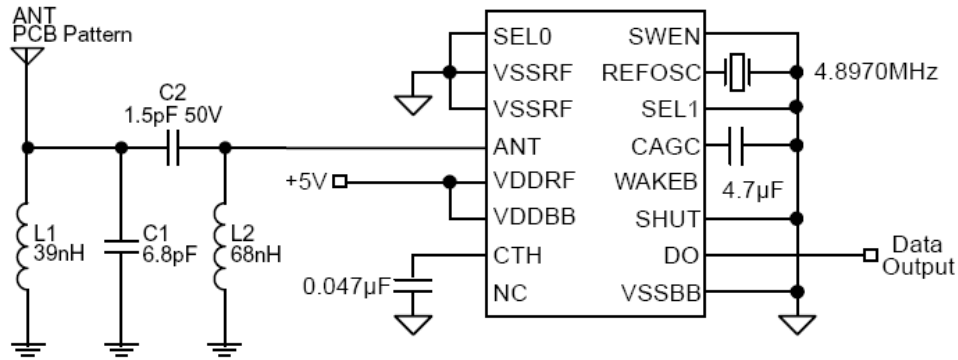 ANT
PCB Pattern
C2
1.5pF 50V
L1
39nH
C1
6.8pF
L2
68nH
+5V
0.047µF
SEL0
VSSRF
VSSRF
ANT
VDDRF
VDDBB
CTH
NC
SWEN
REFOSC
SEL1
CAGC
WAKEB
SHUT
DO
VSSBB
4.8970MHz
4.7µF
Data
Output